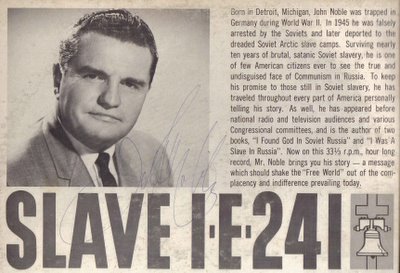 Born in Detroit, Michigan, John Noble was trapped in
Germany during World War II. In 1945 he was falsely
arrested by the Soviets and later deported to the
dreaded Soviet Arctic slave camps. Surviving nearly
ten years of brutal, satanic Soviet slavery, he is one
of few American citizens ever to see the true and
undisguised face of Communism in Russia. To keep
his promise to those still in Soviet slavery, he has
traveled throughout every part of America personally
telling his story. As well, he has appeared before
national radio and television audiences and various
Congressional committees, and is the author of two
books, "I Found God In Soviet Russia" and "I Was A
Slave In Russia". Now on this 33⅓ r.p.m., hour long
record, Mr. Noble brings you his story — a message
which should shake the "Free World" out of the com-
placency and indifference prevailing today.
SLAVE I·E·241